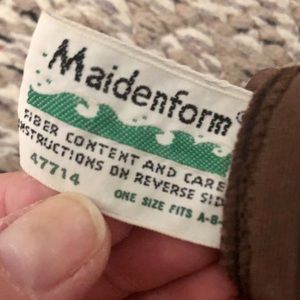 Maidenform®
FIBER CONTENT AND CARE
INSTRUCTIONS ON REVERSE SIDE
47714
ONE SIZE FITS A-B-